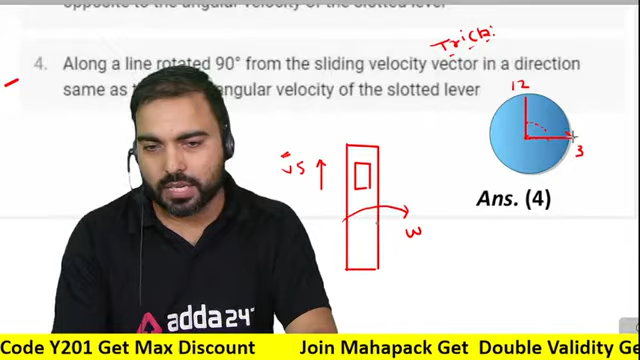 opposite to the angular velocity of the slotted lever
Trick:
4. Along a line rotated 90° from the sliding velocity vector in a direction
same as angular velocity of the slotted lever
12
3
Vs
Ans. (4)
ω
adda24
Code Y201 Get Max Discount Join Mahapack Get Double Validity Ge